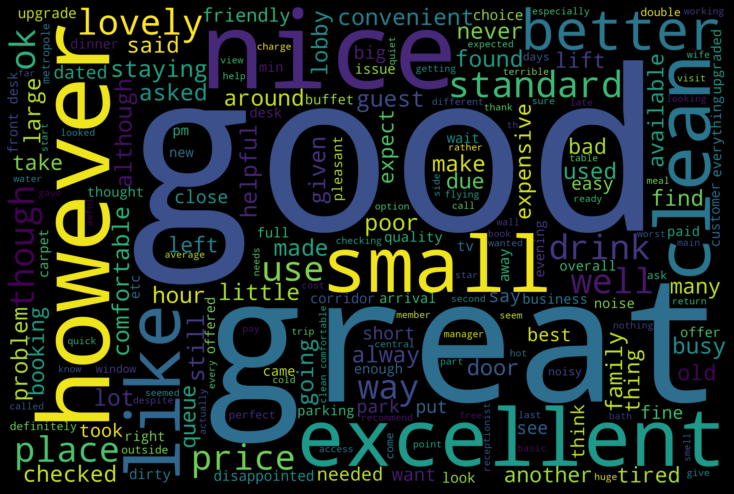 upgrade
lovely
friendly
convenient
choice
especially
double
working
ok
said
lobby
nice
never
better
metropole
dinner
view
help
charge
quiet
big
issue
min
expected
getting
days
terrible
wife
visit
looking
far
dated
staying
found
lift
large
asked
standard
available
clean
customer
everything
upgraded
front desk
looked
although
around
buffet
desk
guest
different
thank
sure
late
start
take
pm
new
helpful
given
pleasant
expect
wait
rather
th
make
expensive
bad
table
used
water
though
thought
close
good
side
flying
due
option
call
easy
ready
find
meal
however
gave
awful
carpet
comfortable
etc
left
average
full
needs
checking
poor
quality
wall
book
wanted
evening
drink
worst
paid
main
problem
booking
hour
use
made
tv
small
away
star
overall
well
ask
many
return
like
little
cost
corridor
arrival
second
say
business
noise
offer
quick
still
every
offered
pay
trip
going
member
manager
seem
short
great
best
nothing
busy
know
window
lot
queue
came
cold
clean comfortable
central
enough
alway
way
part
hot
door
noisy
family
thing
old
called
seemed
despite
actually
perfect
parking
park
recommend
put
free
think
fine
place
definitely
took
right
price
access
come
point
receptionist
last
see
bath
basic
smell
checked
outside
dirty
disappointed
needed
want
look
excellent
another
huge
tired
give